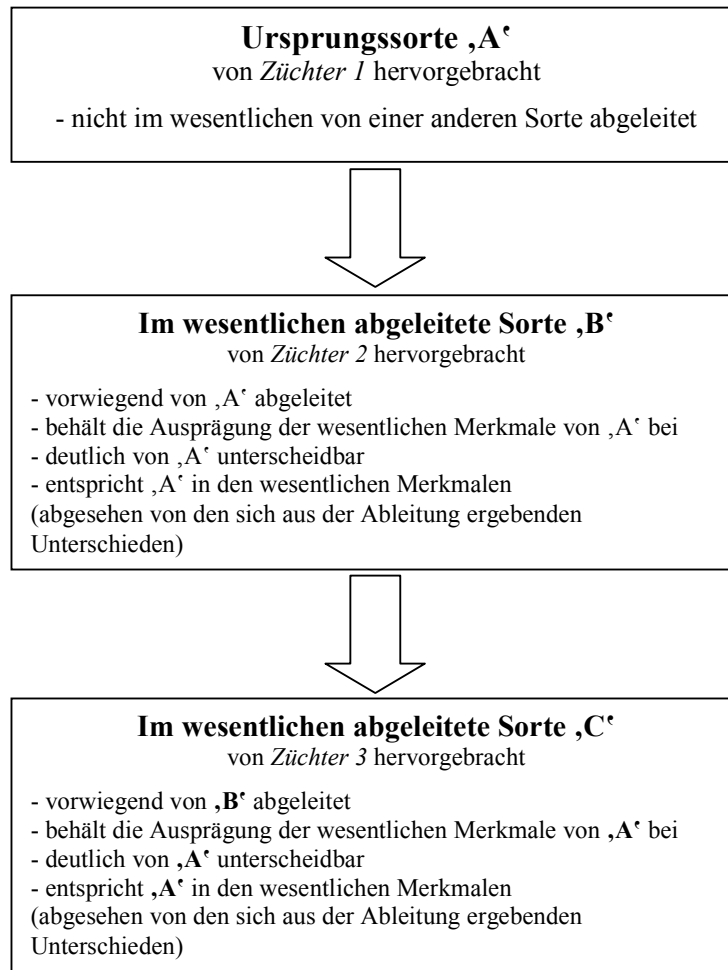 Ursprungssorte ‚A‛
von Züchter 1 hervorgebracht
- nicht im wesentlichen von einer anderen Sorte abgeleitet
Im wesentlichen abgeleitete Sorte ‚B‛
von Züchter 2 hervorgebracht
- vorwiegend von ‚A‛ abgeleitet
- behält die Ausprägung der wesentlichen Merkmale von ‚A‛ bei
- deutlich von ‚A‛ unterscheidbar
- entspricht ‚A‛ in den wesentlichen Merkmalen
(abgesehen von den sich aus der Ableitung ergebenden
Unterschieden)
Im wesentlichen abgeleitete Sorte ‚C‛
von Züchter 3 hervorgebracht
- vorwiegend von ‚B‛ abgeleitet
- behält die Ausprägung der wesentlichen Merkmale von ‚A‛ bei
- deutlich von ‚A‛ unterscheidbar
- entspricht ‚A‛ in den wesentlichen Merkmalen
(abgesehen von den sich aus der Ableitung ergebenden
Unterschieden)